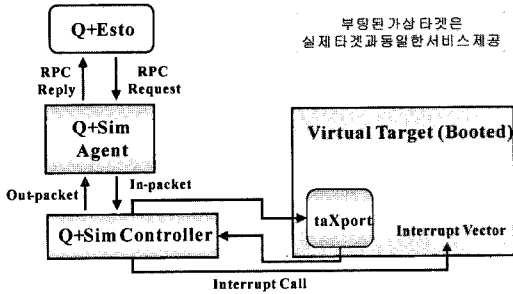 Q+Esto
부팅된 가상 타겟은
실제 타겟과 동일한 서비스 제공
RPC
Reply
RPC
Request
Q+Sim
Agent
Virtual Target (Booted)
Out-packet
In-packet
taXport
Q+Sim Controller
Interrupt Vector
Interrupt Call